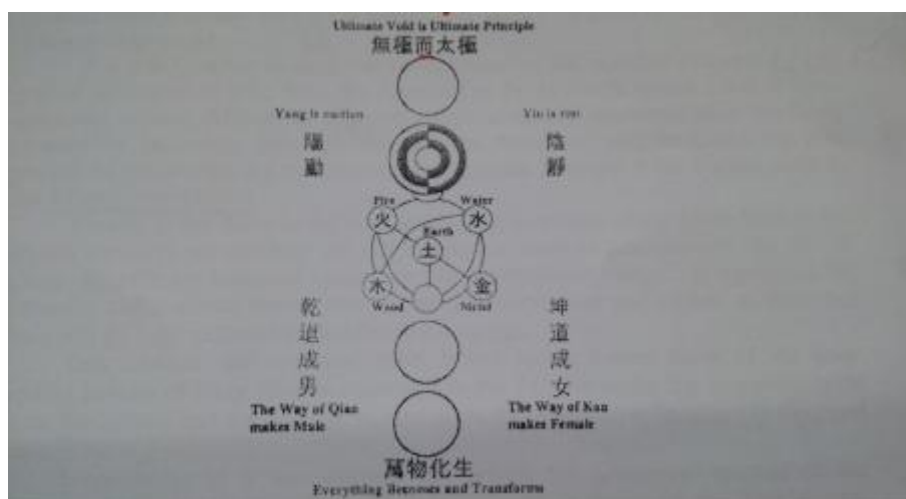 Ultimate Void is Ultimate Principle
無極而太極
Yang is motion
Yin is rest
陽動
陰靜
Fire
Water
火
水
Earth
土
木
金
Wood
Metal
乾道成男
坤道成女
The Way of Qian
makes Male
The Way of Kun
makes Female
萬物化生
Everything Becomes and Transforms